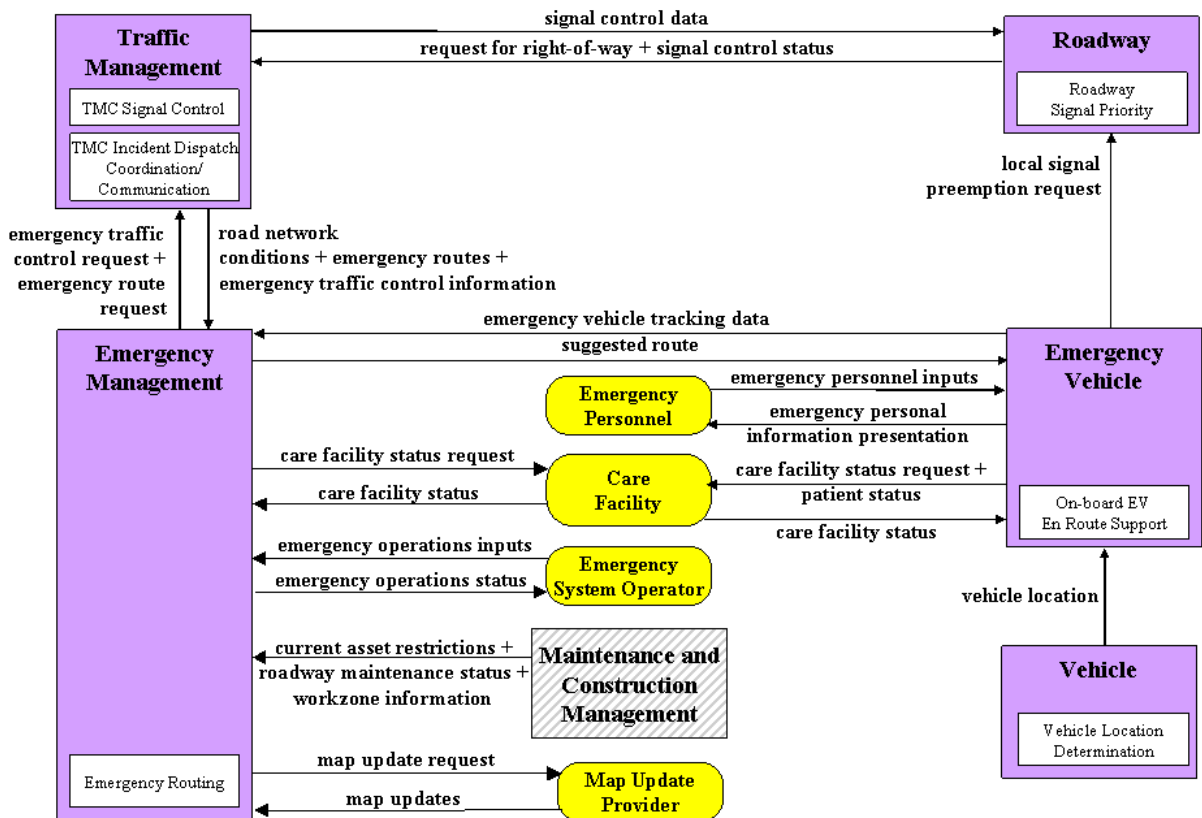 Traffic
Management
TMC Signal Control
TMC Incident Dispatch
Coordination/
Communication
signal control data
request for right-of-way + signal control status
Roadway
Roadway
Signal Priority
local signal
preemption request
emergency traffic
control request +
emergency route
request
road network
conditions + emergency routes +
emergency traffic control information
Emergency
Management
Emergency Routing
emergency vehicle tracking data
suggested route
Emergency
Vehicle
On-board EV
En Route Support
Emergency
Personnel
emergency personnel inputs
emergency personal
information presentation
care facility status request
care facility status
Care
Facility
care facility status request +
patient status
care facility status
emergency operations inputs
emergency operations status
Emergency
System Operator
vehicle location
current asset restrictions +
roadway maintenance status +
workzone information
Maintenance and
Construction
Management
Vehicle
Vehicle Location
Determination
map update request
map updates
Map Update
Provider